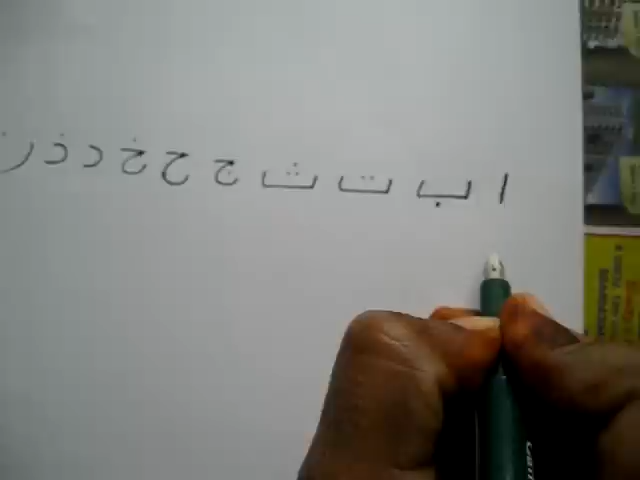 ا ب ت ث ج ح خ د ذ ر